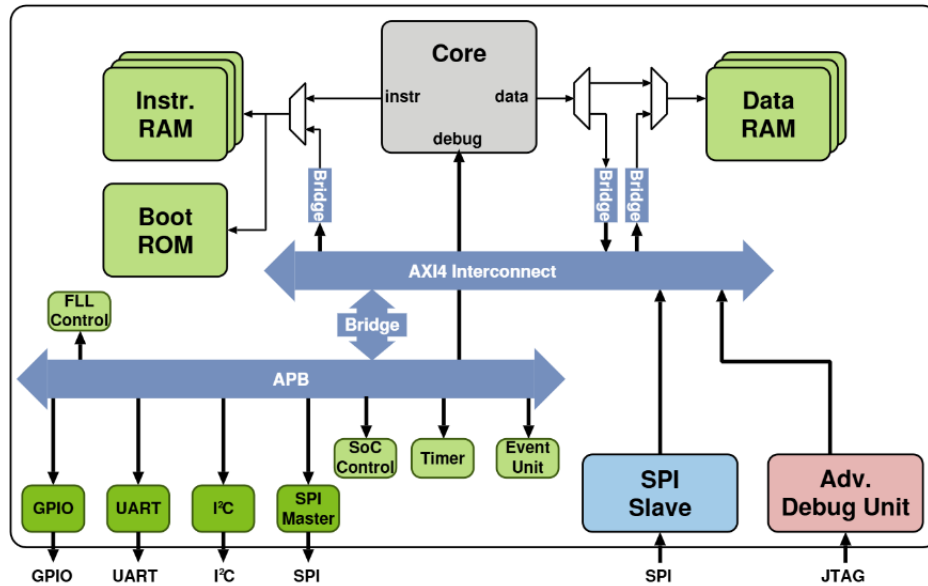 Core
instr
data
debug
Instr.
RAM
Data
RAM
Boot
ROM
Bridge
Bridge
Bridge
AXI4 Interconnect
FLL
Control
Bridge
APB
SoC
Control
Timer
Event
Unit
GPIO
UART
I²C
SPI
Master
SPI
Slave
Adv.
Debug Unit
GPIO
UART
I²C
SPI
SPI
JTAG